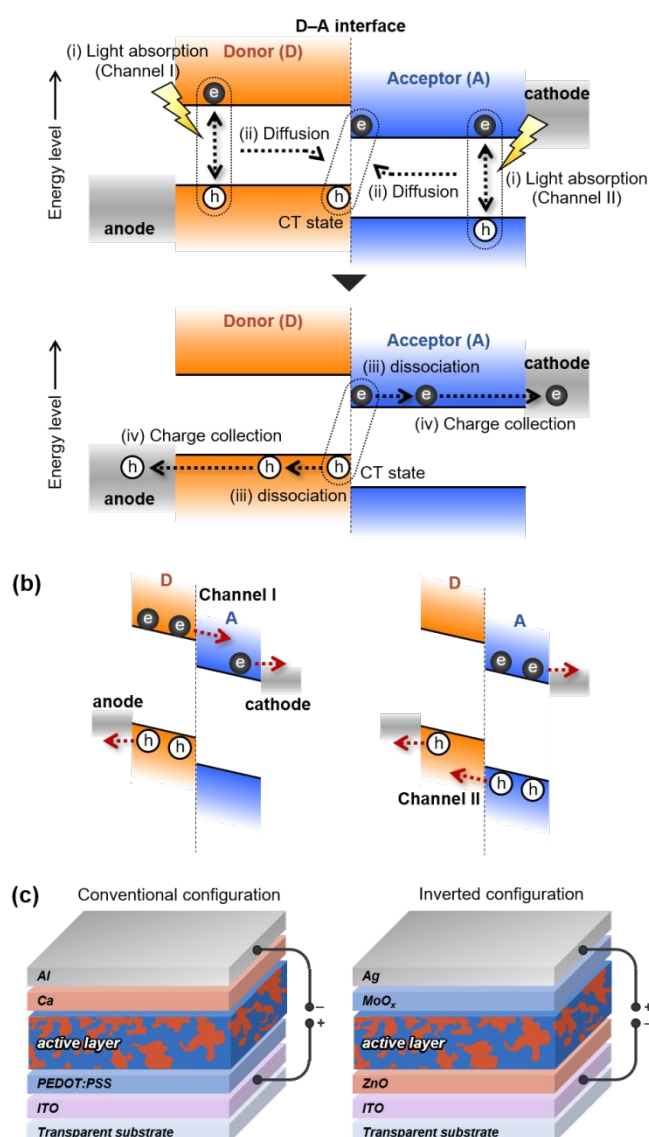 D–A interface
(i) Light absorption
(Channel I)
Donor (D)
Acceptor (A)
cathode
Energy level
e
e
e
(ii) Diffusion
(ii) Diffusion
(i) Light absorption
(Channel II)
h
h
h
CT state
anode
Donor (D)
Acceptor (A)
cathode
Energy level
(iii) dissociation
e
e
e
(iv) Charge collection
(iv) Charge collection
h
h
h
CT state
(iii) dissociation
anode
(b)
D
Channel I
A
e
e
e
anode
cathode
h
h
D
A
e
e
h
Channel II
h
h
(c)
Conventional configuration
Al
Ca
active layer
PEDOT:PSS
ITO
Transparent substrate
–
+
Inverted configuration
Ag
MoOx
active layer
ZnO
ITO
Transparent substrate
+
–